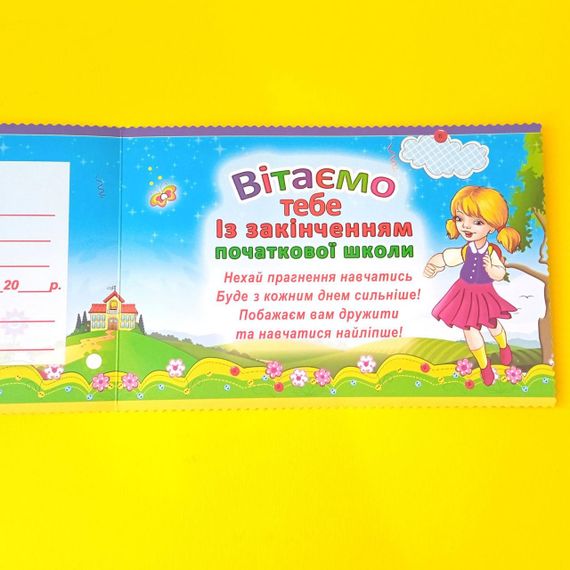 20 р.
Вітаємо
тебе
Із закінченням
початкової школи
Нехай прагнення навчатись
Буде з кожним днем сильніше!
Побажаєм вам дружити
та навчатися найліпше!